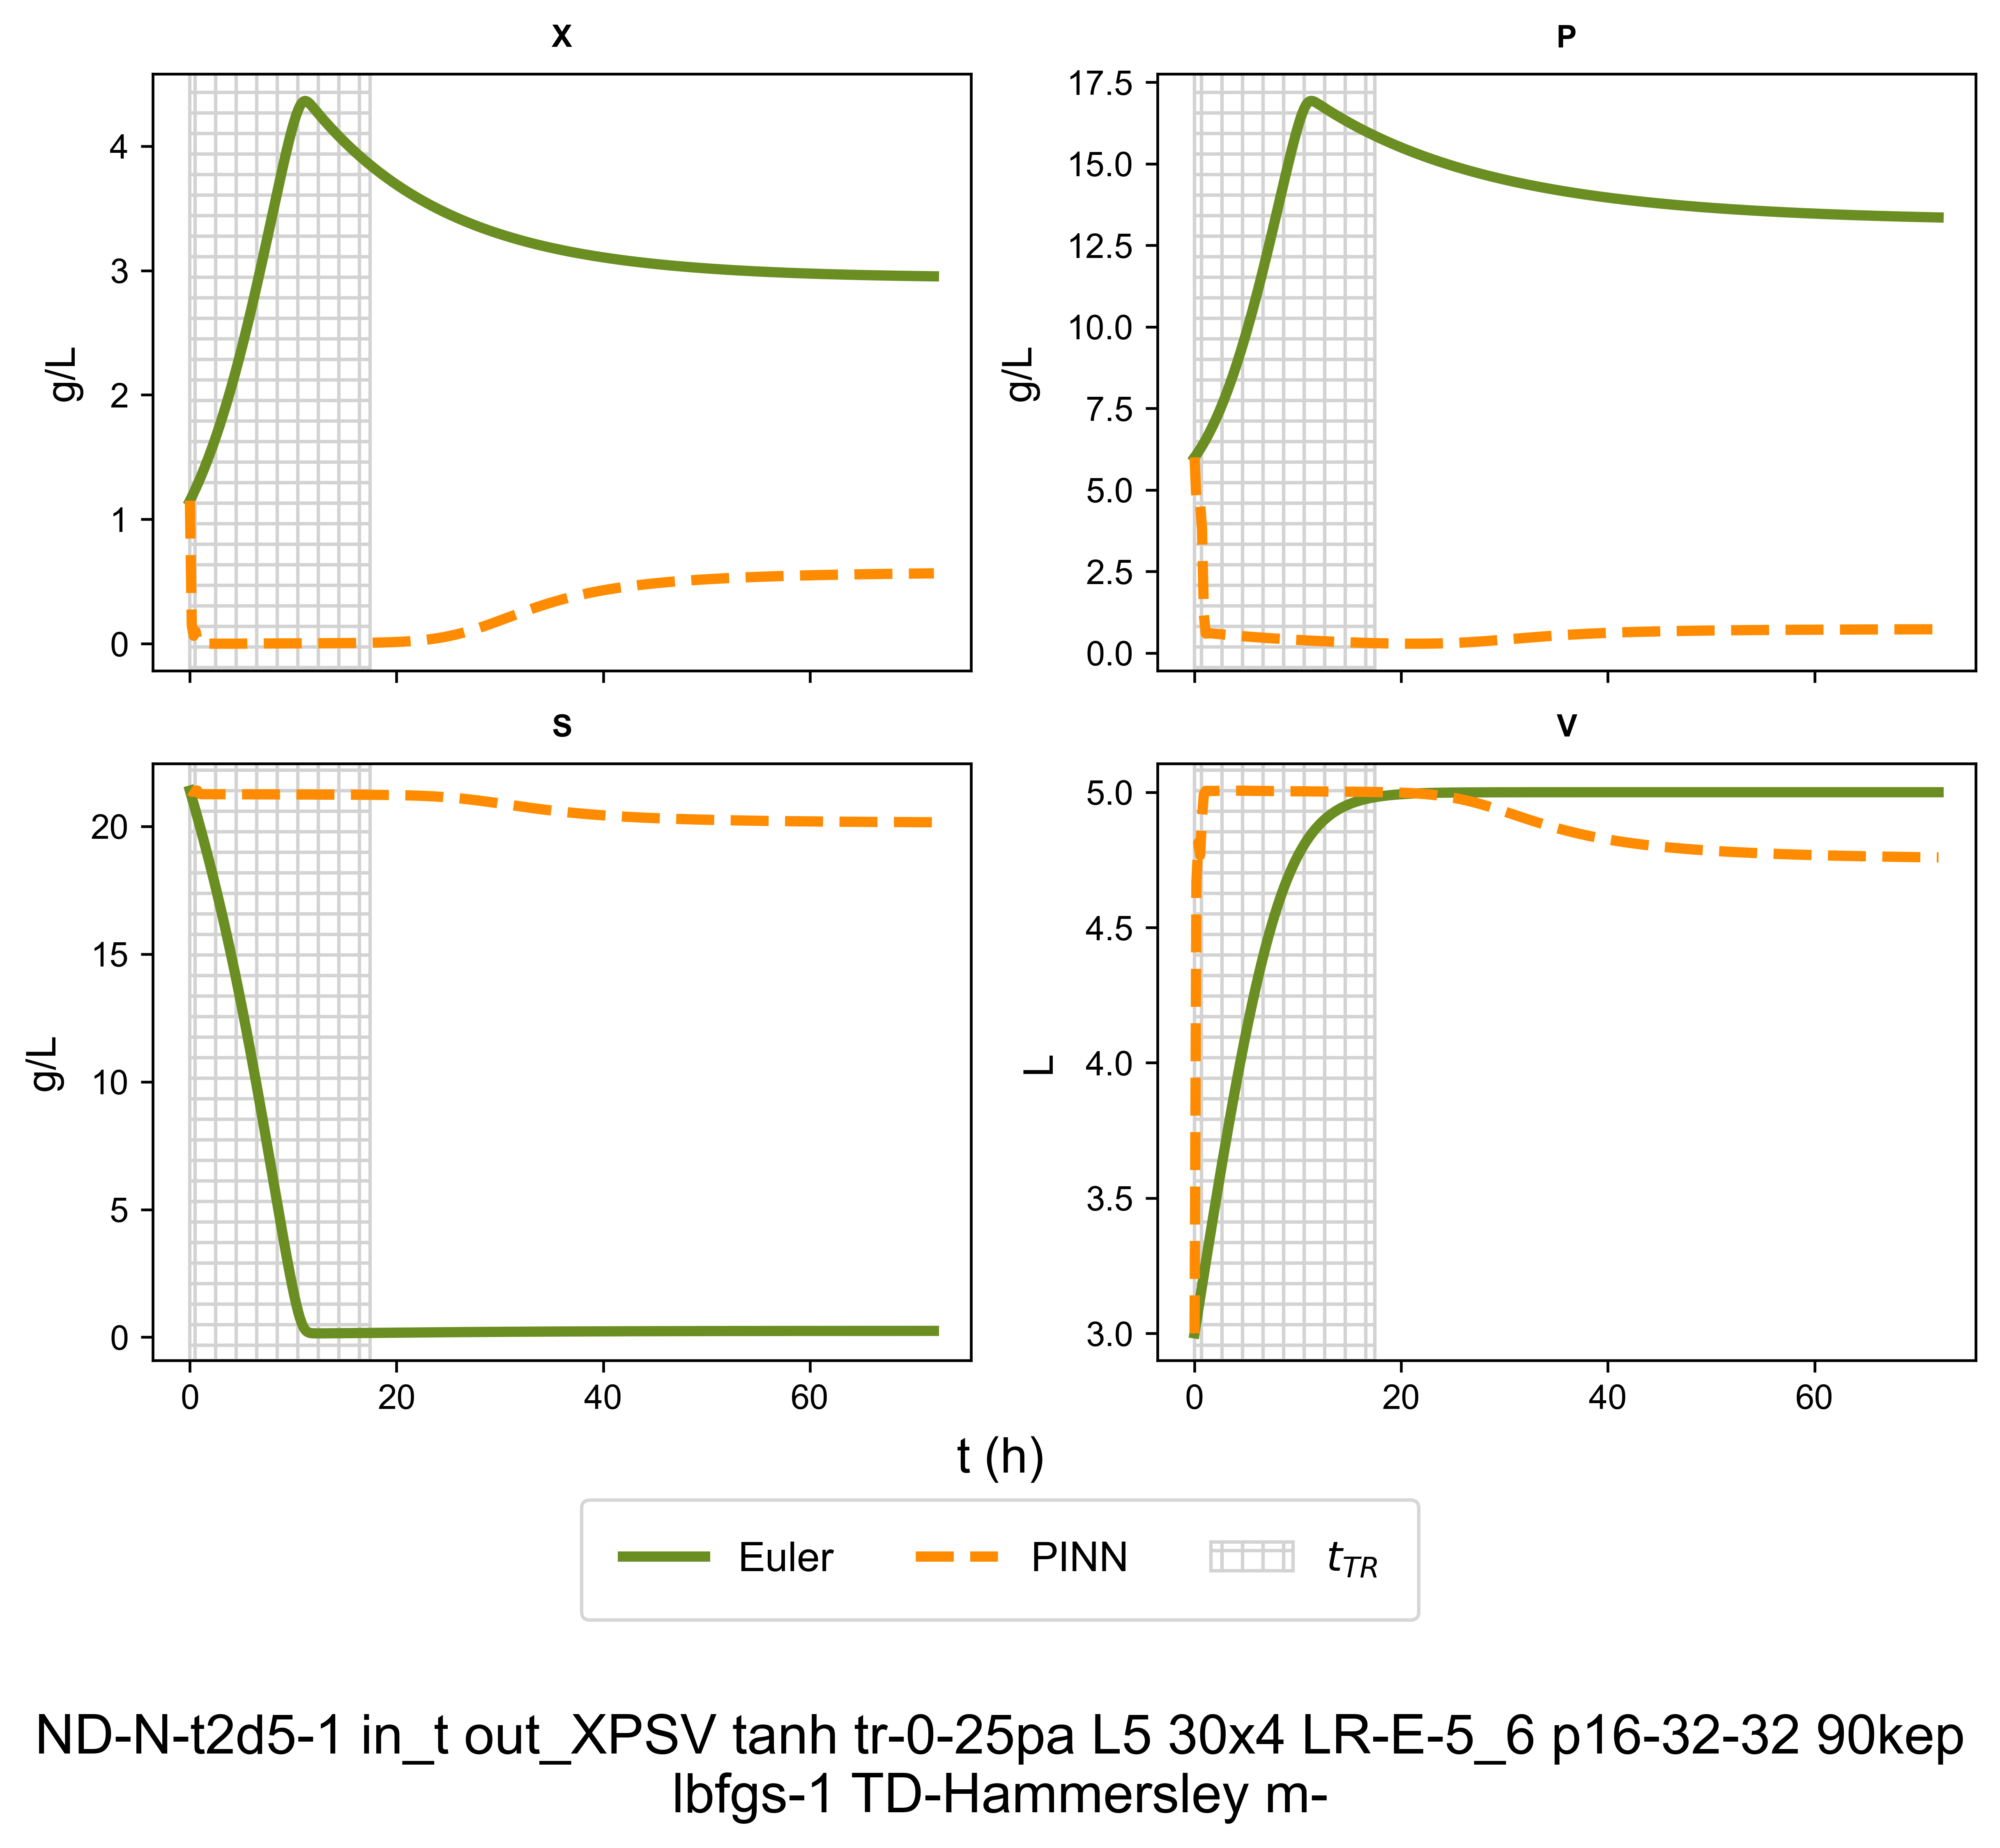 X
P
4
3
2
1
0
g/L
17.5
15.0
12.5
10.0
7.5
5.0
2.5
0.0
g/L
S
V
20
15
10
5
0
g/L
0
20
40
60
5.0
4.5
4.0
3.5
3.0
L
0
20
40
60
t (h)
Euler
PINN
t_TR
ND-N-t2d5-1 in_t out_XPSV tanh tr-0-25pa L5 30x4 LR-E-5_6 p16-32-32 90kep
lbfgs-1 TD-Hammersley m-